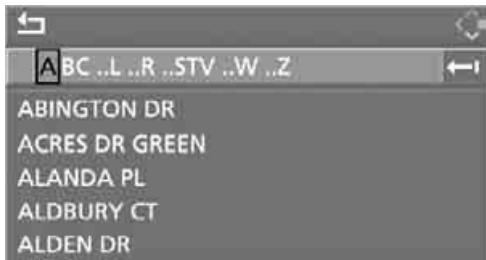 ABC ..L ..R ..STV ..W ..Z
ABINGTON DR
ACRES DR GREEN
ALANDA PL
ALDBURY CT
ALDEN DR